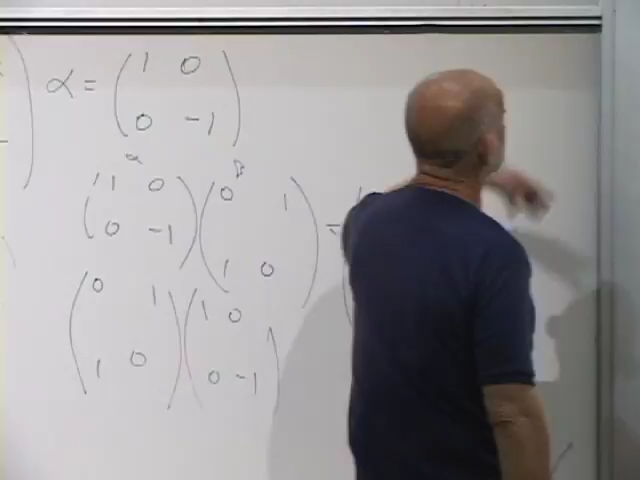 α = ( 1 0
0 -1 )
α β
( 1 0 ( 0 1
0 -1 ) 1 0 ) = (
( 0 1 ( 1 0
1 0 ) 0 -1 )